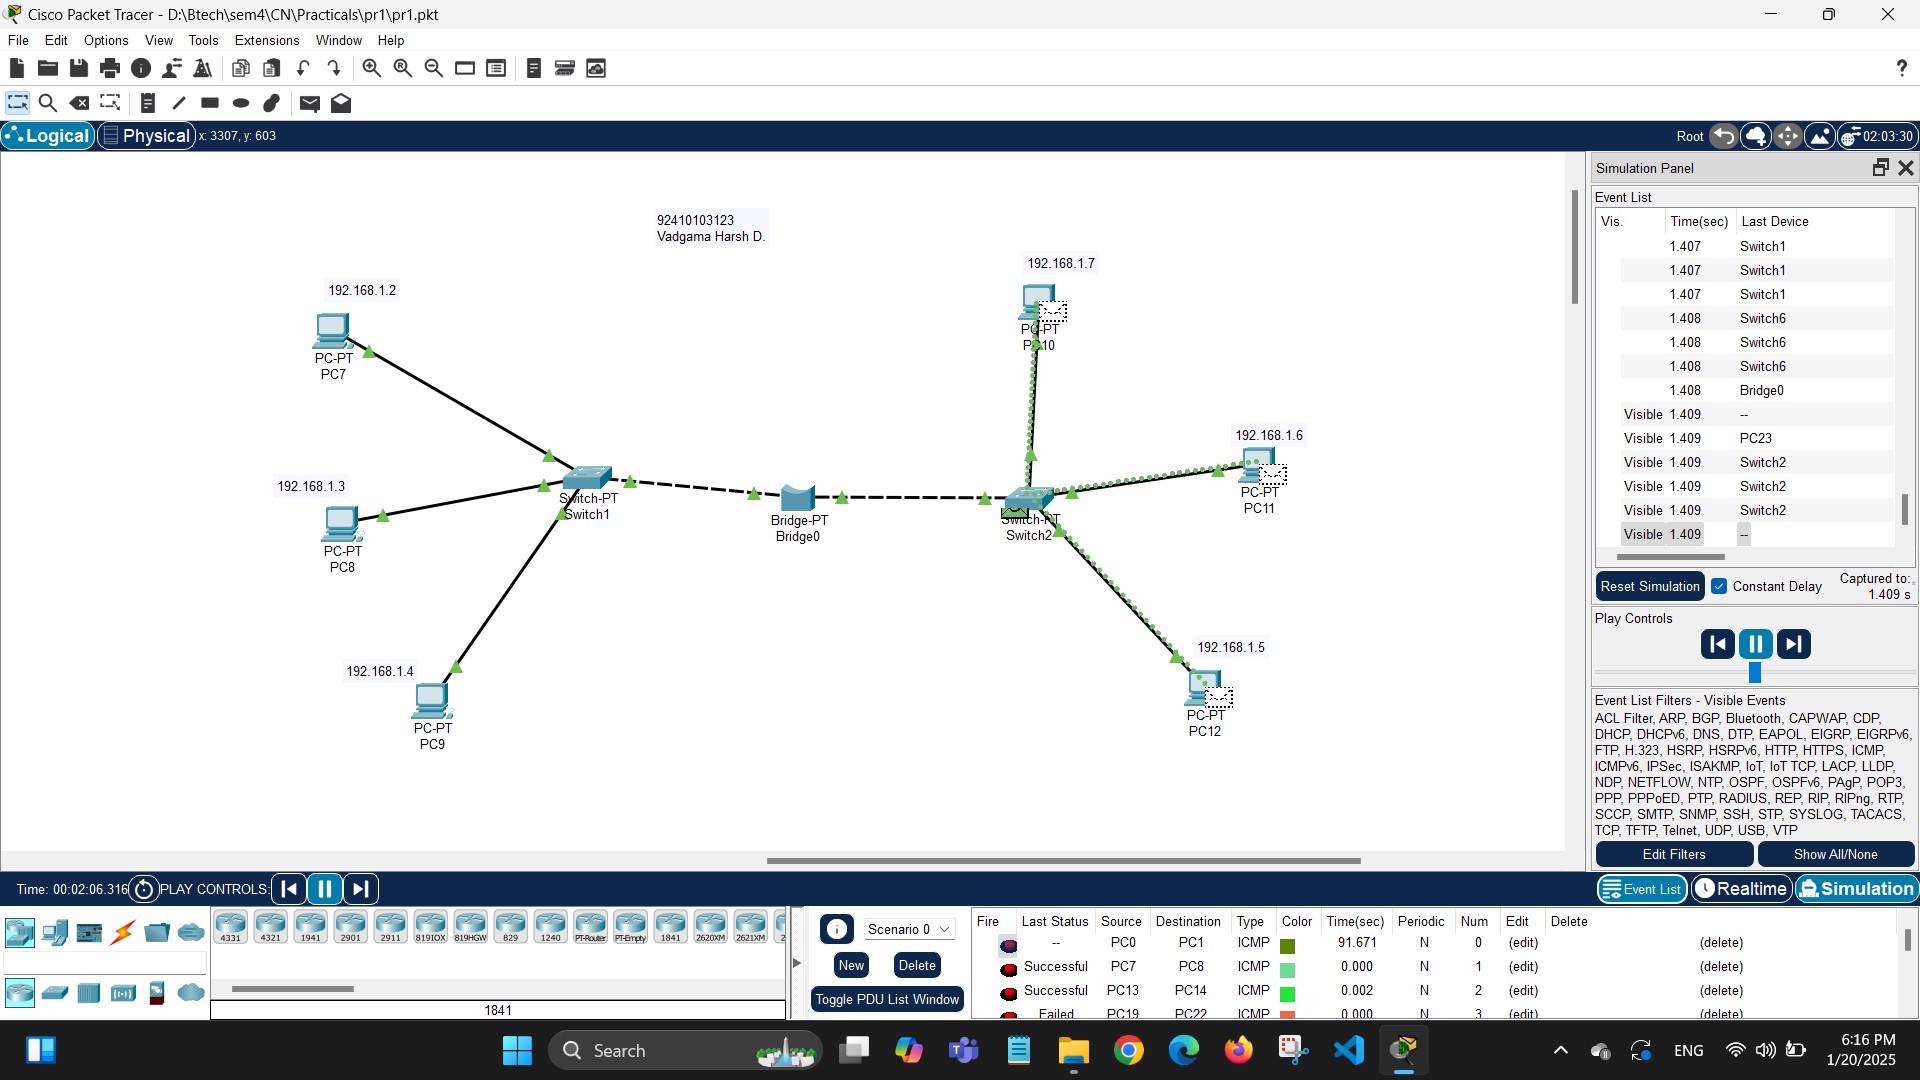 Cisco Packet Tracer - D:\Btech\sem4\CN\Practicals\pr1\pr1.pkt
File Edit Options View Tools Extensions Window Help
Logical Physical x: 3307, y: 603
Root 02:03:30
92410103123
Vadgama Harsh D.
192.168.1.2
PC-PT
PC7
192.168.1.3
PC-PT
PC8
192.168.1.4
PC-PT
PC9
Switch-PT
Switch1
Bridge-PT
Bridge0
Switch-PT
Switch2
192.168.1.7
PC-PT
PC10
192.168.1.6
PC-PT
PC11
192.168.1.5
PC-PT
PC12
Simulation Panel
Event List
Vis. Time(sec) Last Device
1.407 Switch1
1.407 Switch1
1.407 Switch1
1.408 Switch6
1.408 Switch6
1.408 Switch6
1.408 Bridge0
Visible 1.409 --
Visible 1.409 PC23
Visible 1.409 Switch2
Visible 1.409 Switch2
Visible 1.409 Switch2
Visible 1.409 --
Reset Simulation Constant Delay Captured to:
1.409 s
Play Controls
Event List Filters - Visible Events
ACL Filter, ARP, BGP, Bluetooth, CAPWAP, CDP,
DHCP, DHCPv6, DNS, DTP, EAPOL, EIGRP, EIGRPv6,
FTP, H.323, HSRP, HSRPv6, HTTP, HTTPS, ICMP,
ICMPv6, IPSec, ISAKMP, IoT, IoT TCP, LACP, LLDP,
NDP, NETFLOW, NTP, OSPF, OSPFv6, PAgP, POP3,
PPP, PPPoED, PTP, RADIUS, REP, RIP, RIPng, RTP,
SCCP, SMTP, SNMP, SSH, STP, SYSLOG, TACACS,
TCP, TFTP, Telnet, UDP, USB, VTP
Edit Filters Show All/None
Time: 00:02:06.316 PLAY CONTROLS:
Event List Realtime Simulation
4331 4321 1941 2901 2911 819IOX 819HGW 829 1240 PT-Router PT-Empty 1841 2620XM 2621XM 2
1841
Scenario 0
New Delete
Toggle PDU List Window
Fire Last Status Source Destination Type Color Time(sec) Periodic Num Edit Delete
-- PC0 PC1 ICMP 91.671 N 0 (edit) (delete)
Successful PC7 PC8 ICMP 0.000 N 1 (edit) (delete)
Successful PC13 PC14 ICMP 0.002 N 2 (edit) (delete)
Failed PC19 PC22 ICMP 0.000 N 3 (edit) (delete)
Search
ENG
6:16 PM
1/20/2025